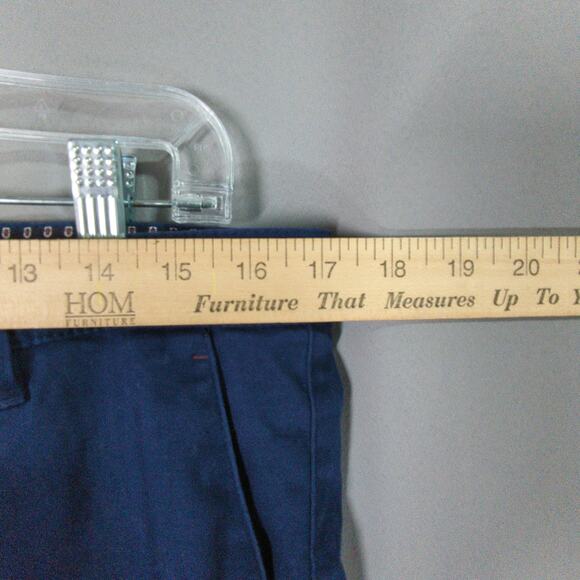 13 14 15 16 17 18 19 20
HOM Furniture That Measures Up To
FURNITURE